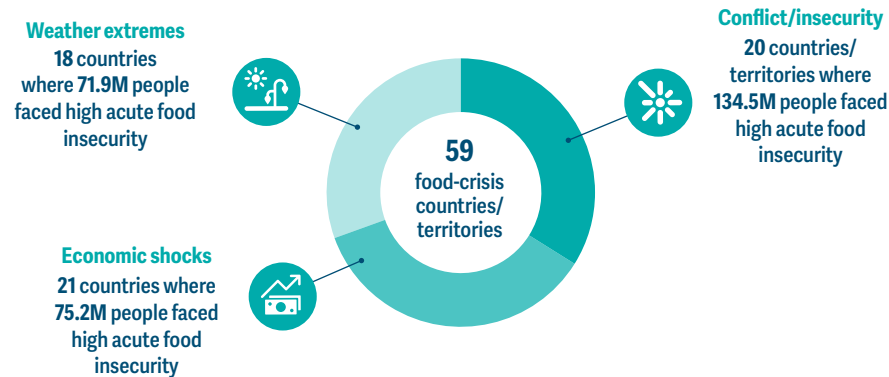 Weather extremes
18 countries
where 71.9M people
faced high acute food
insecurity
Conflict/insecurity
20 countries/
territories where
134.5M people faced
high acute food
insecurity
59
food-crisis
countries/
territories
Economic shocks
21 countries where
75.2M people faced
high acute food
insecurity